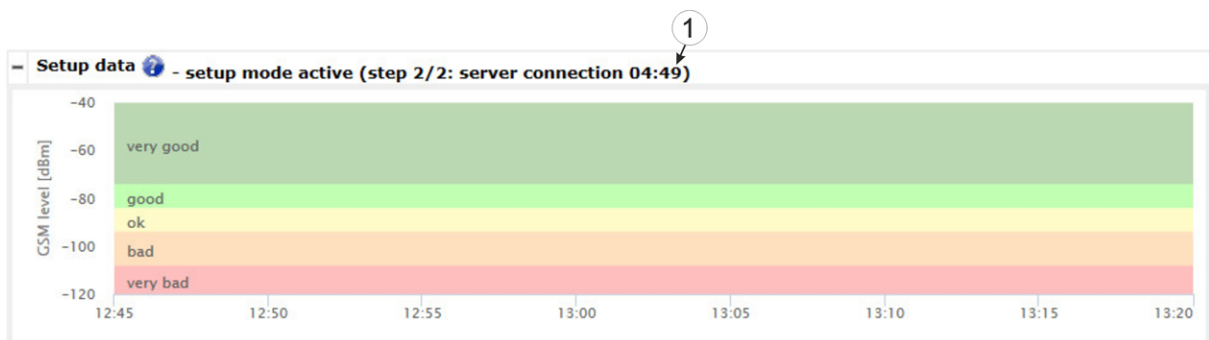 1
− Setup data ? - setup mode active (step 2/2: server connection 04:49)
-40
-60
-80
-100
-120
GSM level [dBm]
very good
good
ok
bad
very bad
12:45 12:50 12:55 13:00 13:05 13:10 13:15 13:20